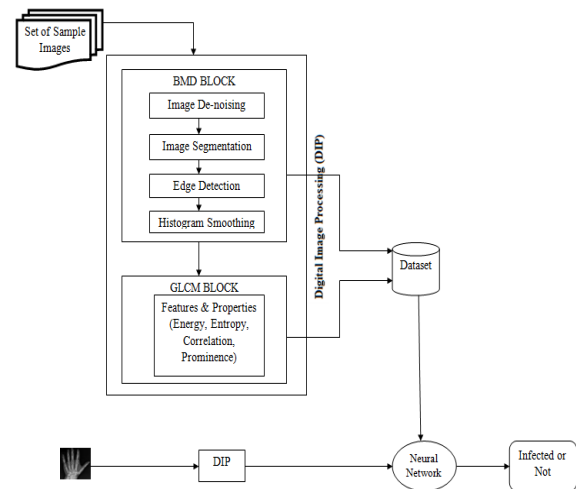 Set of Sample
Images
BMD BLOCK
Image De-noising
Image Segmentation
Edge Detection
Histogram Smoothing
Digital Image Processing (DIP)
GLCM BLOCK
Features & Properties
(Energy, Entropy,
Correlation,
Prominence)
Dataset
DIP
Neural
Network
Infected or
Not